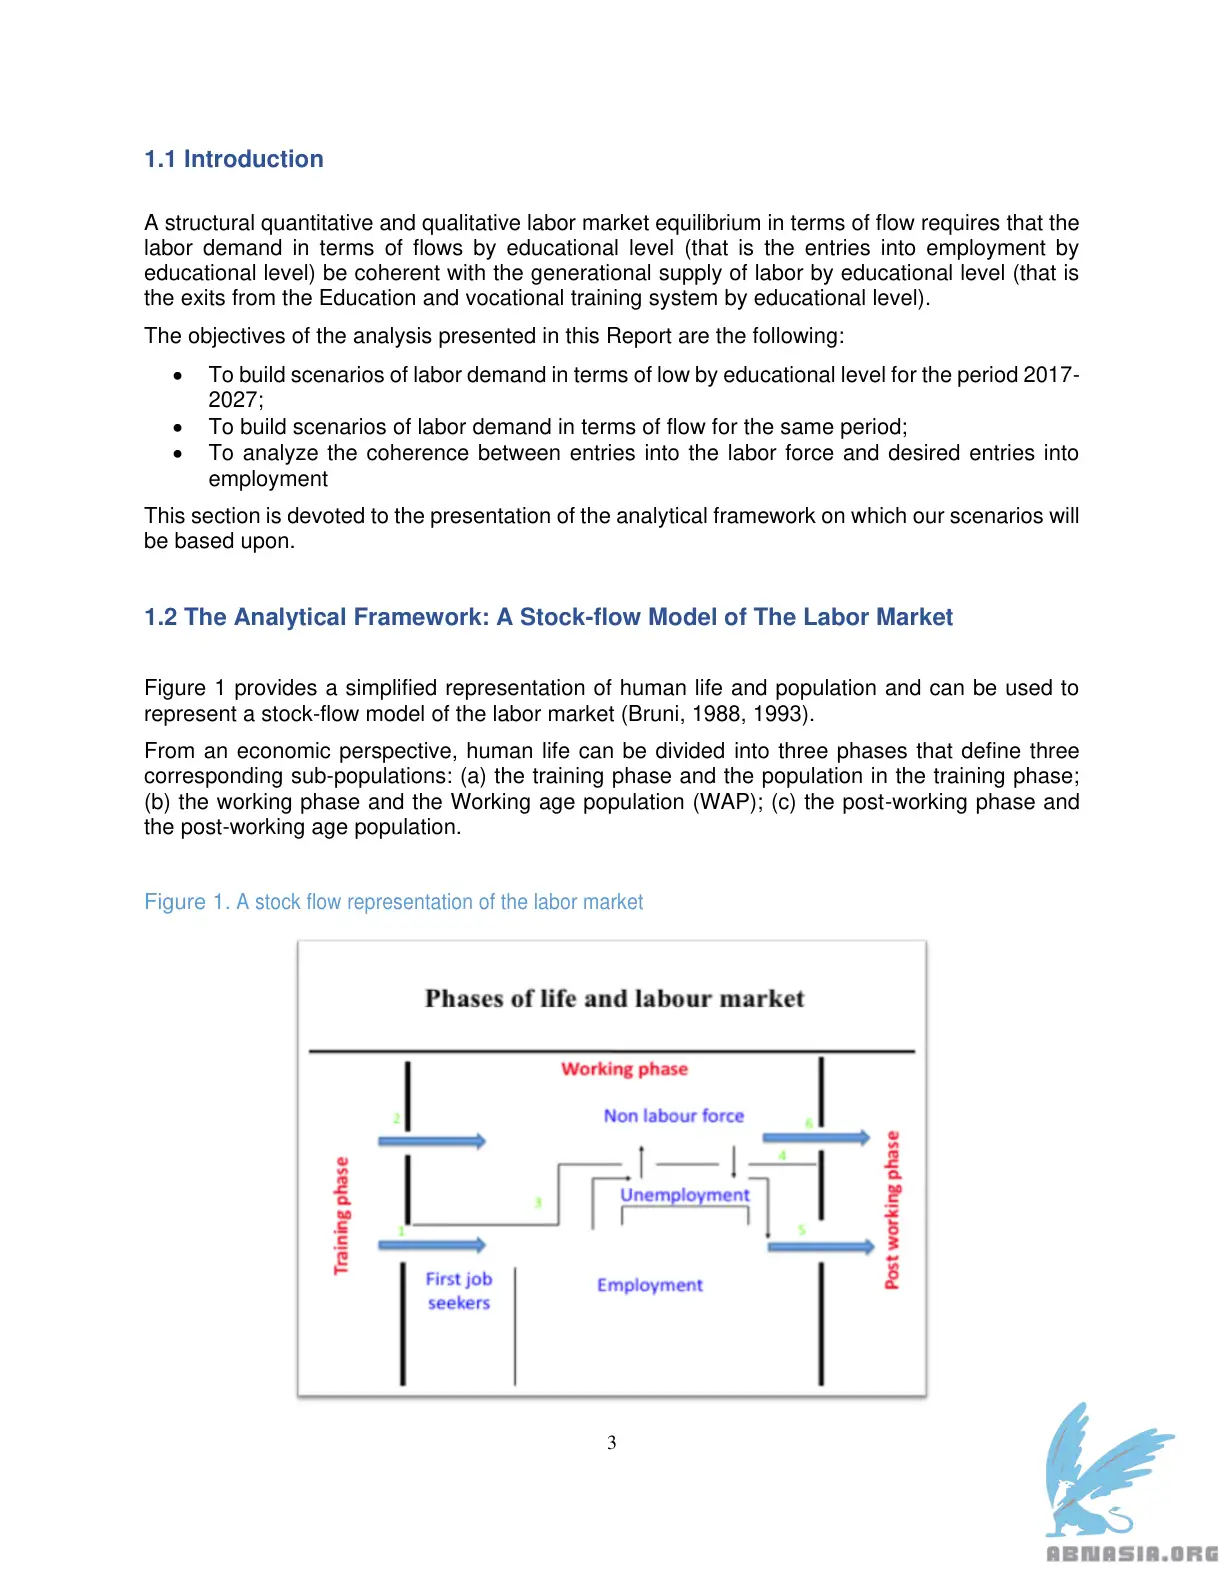 1.1 Introduction
A structural quantitative and qualitative labor market equilibrium in terms of flow requires that the
labor demand in terms of flows by educational level (that is the entries into employment by
educational level) be coherent with the generational supply of labor by educational level (that is
the exits from the Education and vocational training system by educational level).
The objectives of the analysis presented in this Report are the following:
• To build scenarios of labor demand in terms of low by educational level for the period 2017-
2027;
• To build scenarios of labor demand in terms of flow for the same period;
• To analyze the coherence between entries into the labor force and desired entries into
employment
This section is devoted to the presentation of the analytical framework on which our scenarios will
be based upon.
1.2 The Analytical Framework: A Stock-flow Model of The Labor Market
Figure 1 provides a simplified representation of human life and population and can be used to
represent a stock-flow model of the labor market (Bruni, 1988, 1993).
From an economic perspective, human life can be divided into three phases that define three
corresponding sub-populations: (a) the training phase and the population in the training phase;
(b) the working phase and the Working age population (WAP); (c) the post-working phase and
the post-working age population.
Figure 1. A stock flow representation of the labor market
Phases of life and labour market
Working phase
2
Non labour force
6
4
Training phase
Unemployment
3
Post working phase
1
5
First job
seekers
Employment
3
ABNASIA.ORG